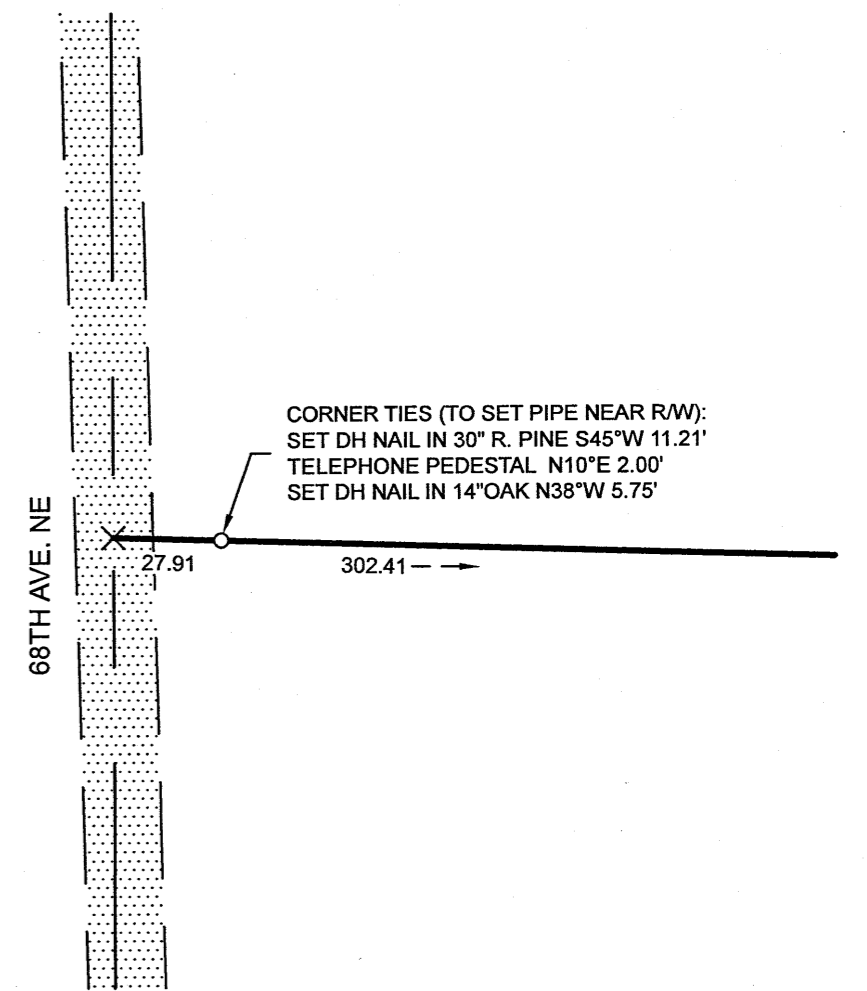 CORNER TIES (TO SET PIPE NEAR R/W):
SET DH NAIL IN 30" R. PINE S45°W 11.21'
TELEPHONE PEDESTAL N10°E 2.00'
SET DH NAIL IN 14"OAK N38°W 5.75'
68TH AVE. NE
27.91
302.41